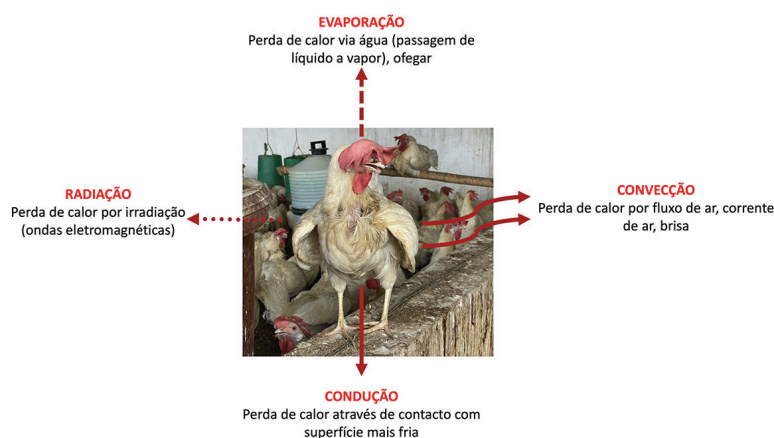 EVAPORAÇÃO
Perda de calor via água (passagem de
líquido a vapor), ofegar
RADIAÇÃO
Perda de calor por irradiação
(ondas eletromagnéticas)
CONVECÇÃO
Perda de calor por fluxo de ar, corrente
de ar, brisa
CONDUÇÃO
Perda de calor através de contacto com
superfície mais fria